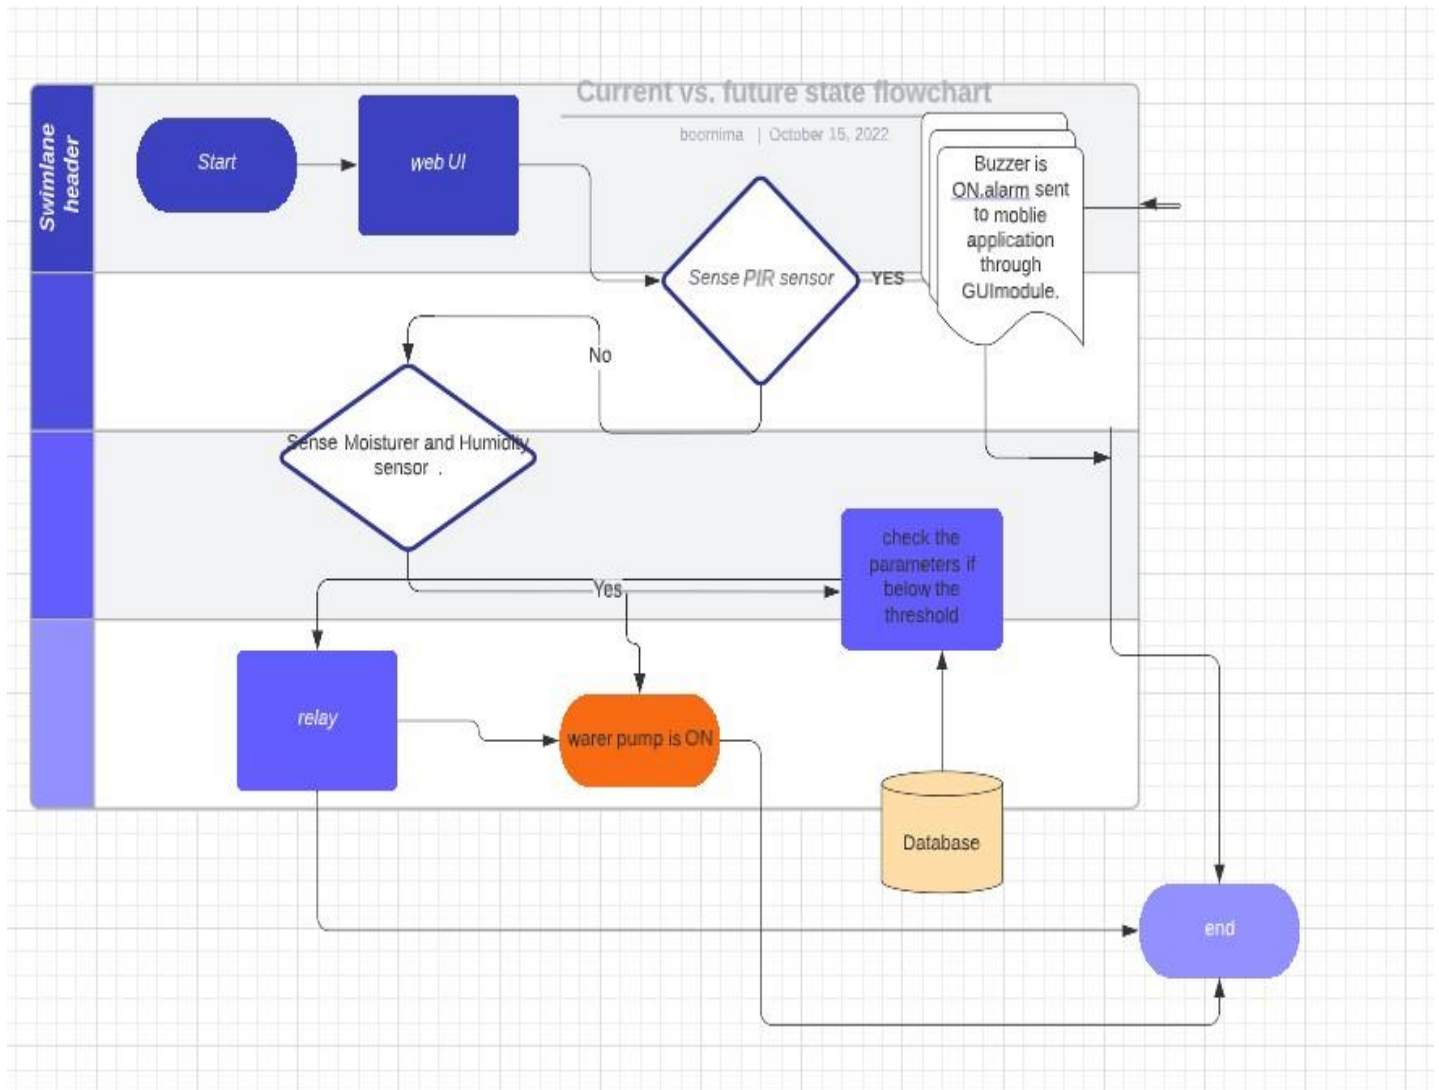 Current vs. future state flowchart
boornima | October 15, 2022
Swimlane
header
Start
web UI
Buzzer is
ON.alarm sent
to moblie
application
through
GUImodule.
Sense PIR sensor
YES
No
Sense Moisturer and Humidity
sensor .
check the
parameters if
below the
threshold
Yes
relay
warer pump is ON
Database
end